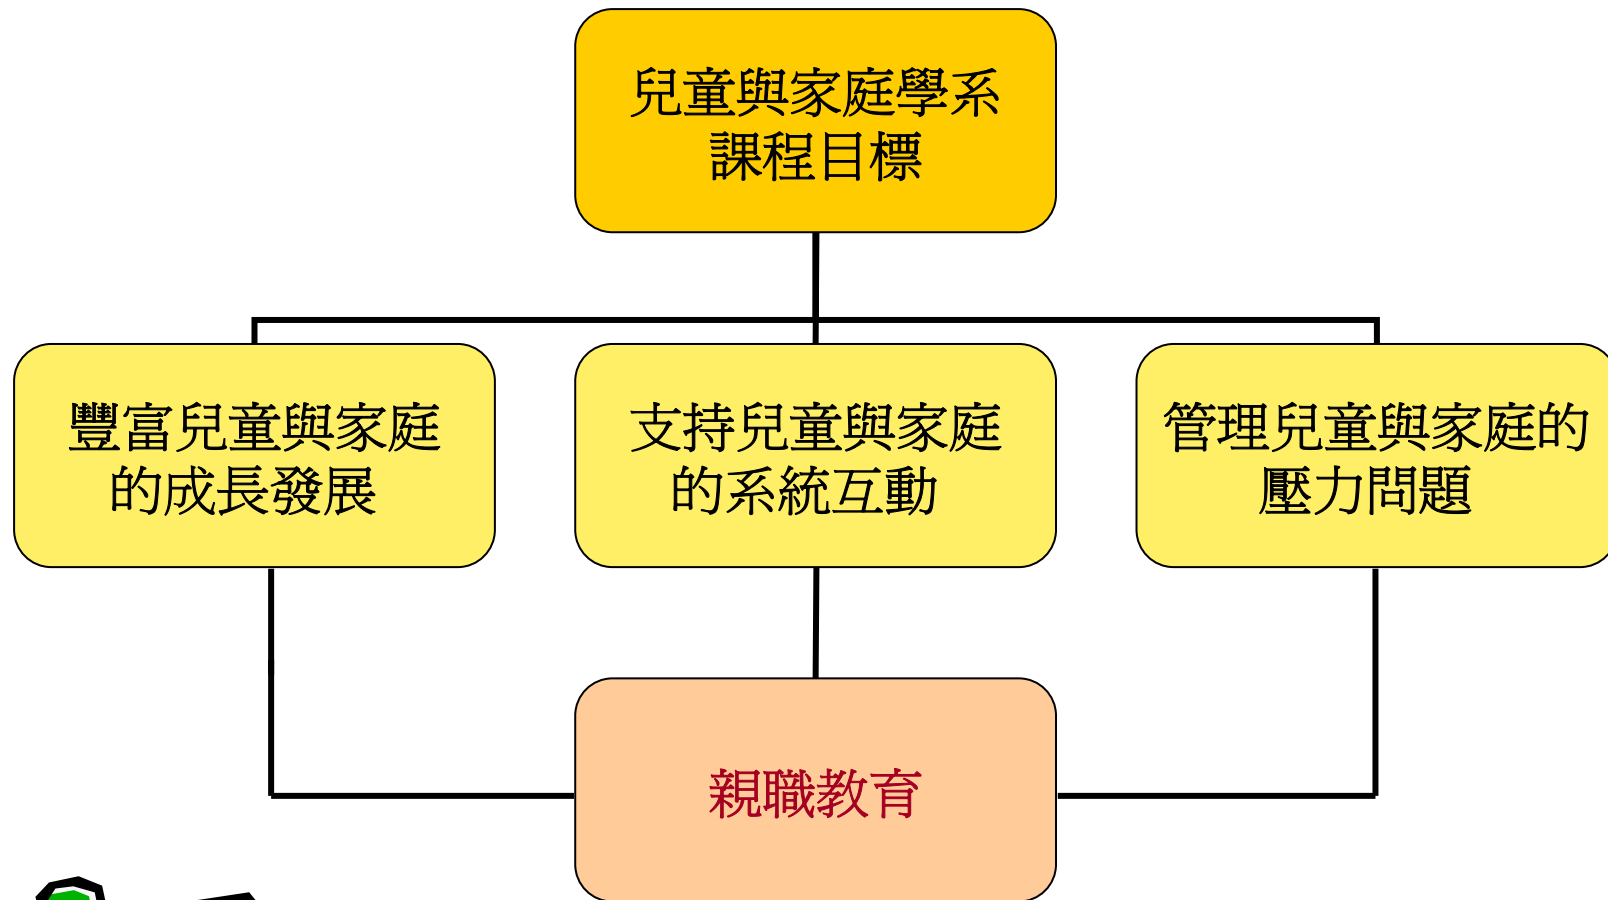 兒童與家庭學系
課程目標
豐富兒童與家庭
的成長發展
支持兒童與家庭
的系統互動
管理兒童與家庭的
壓力問題
親職教育